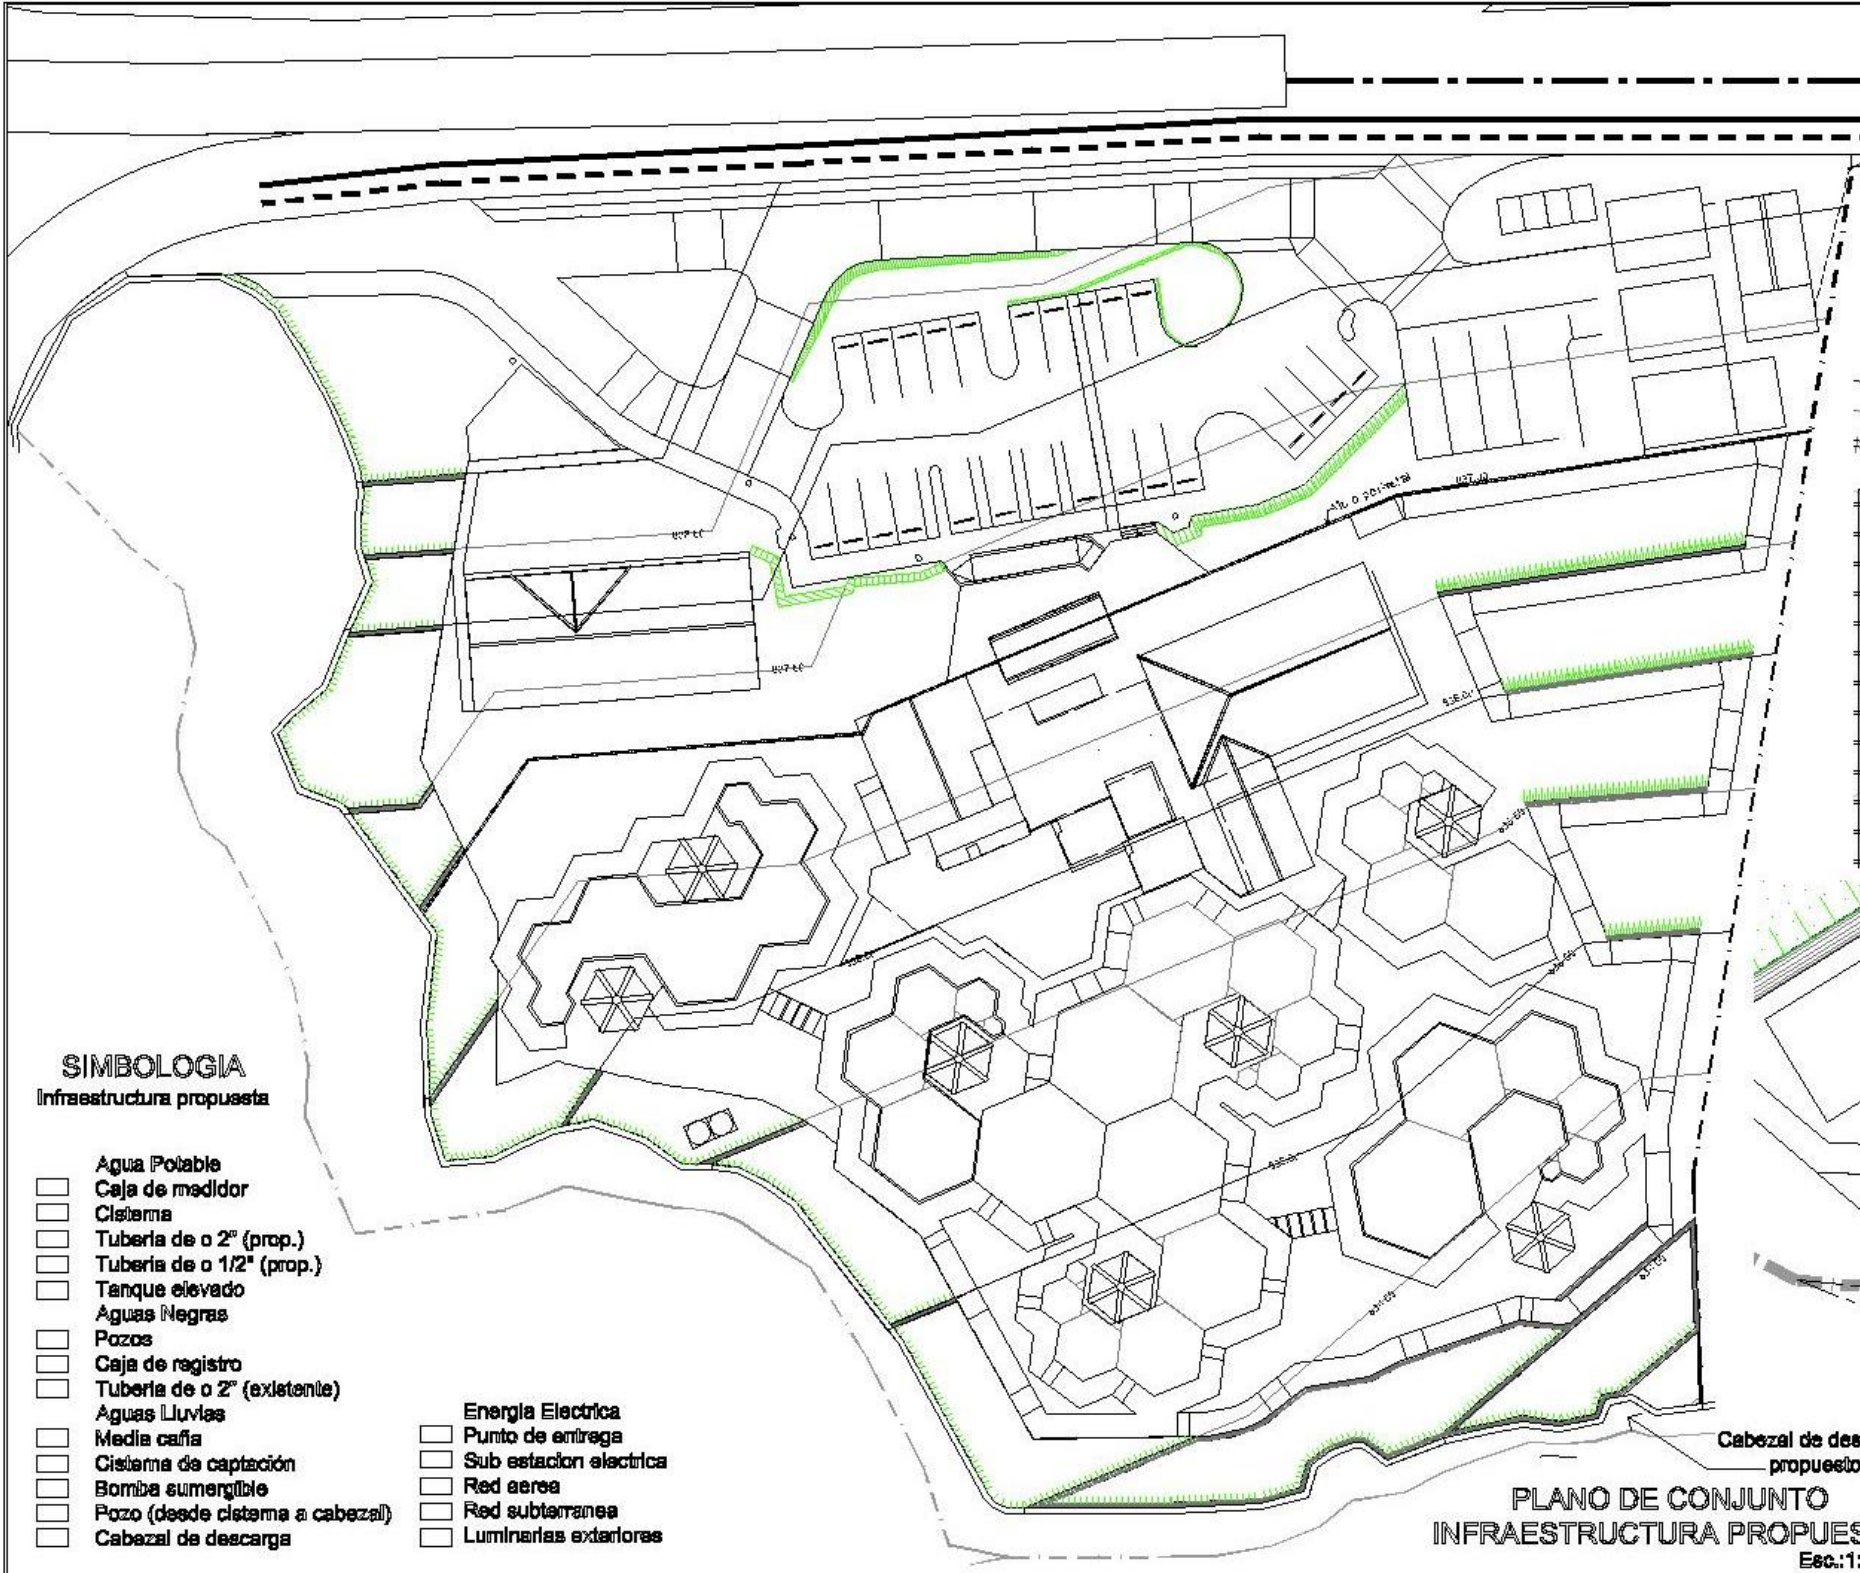 SIMBOLOGIA
Infraestructura propuesta
Agua Potable
Caja de medidor
Cisterna
Tuberia de o 2" (prop.)
Tuberia de o 1/2" (prop.)
Tanque elevado
Aguas Negras
Pozos
Caja de registro
Tuberia de o 2" (existente)
Aguas Lluvias
Media caña
Cisterna de captación
Bomba sumergible
Pozo (desde cisterna a cabezal)
Cabezal de descarga
Energia Electrica
Punto de entrega
Sub estacion electrica
Red aerea
Red subterranea
Luminarias exteriores
Cabezal de des
propuesto
PLANO DE CONJUNTO
INFRAESTRUCTURA PROPUES
Esc.:1: